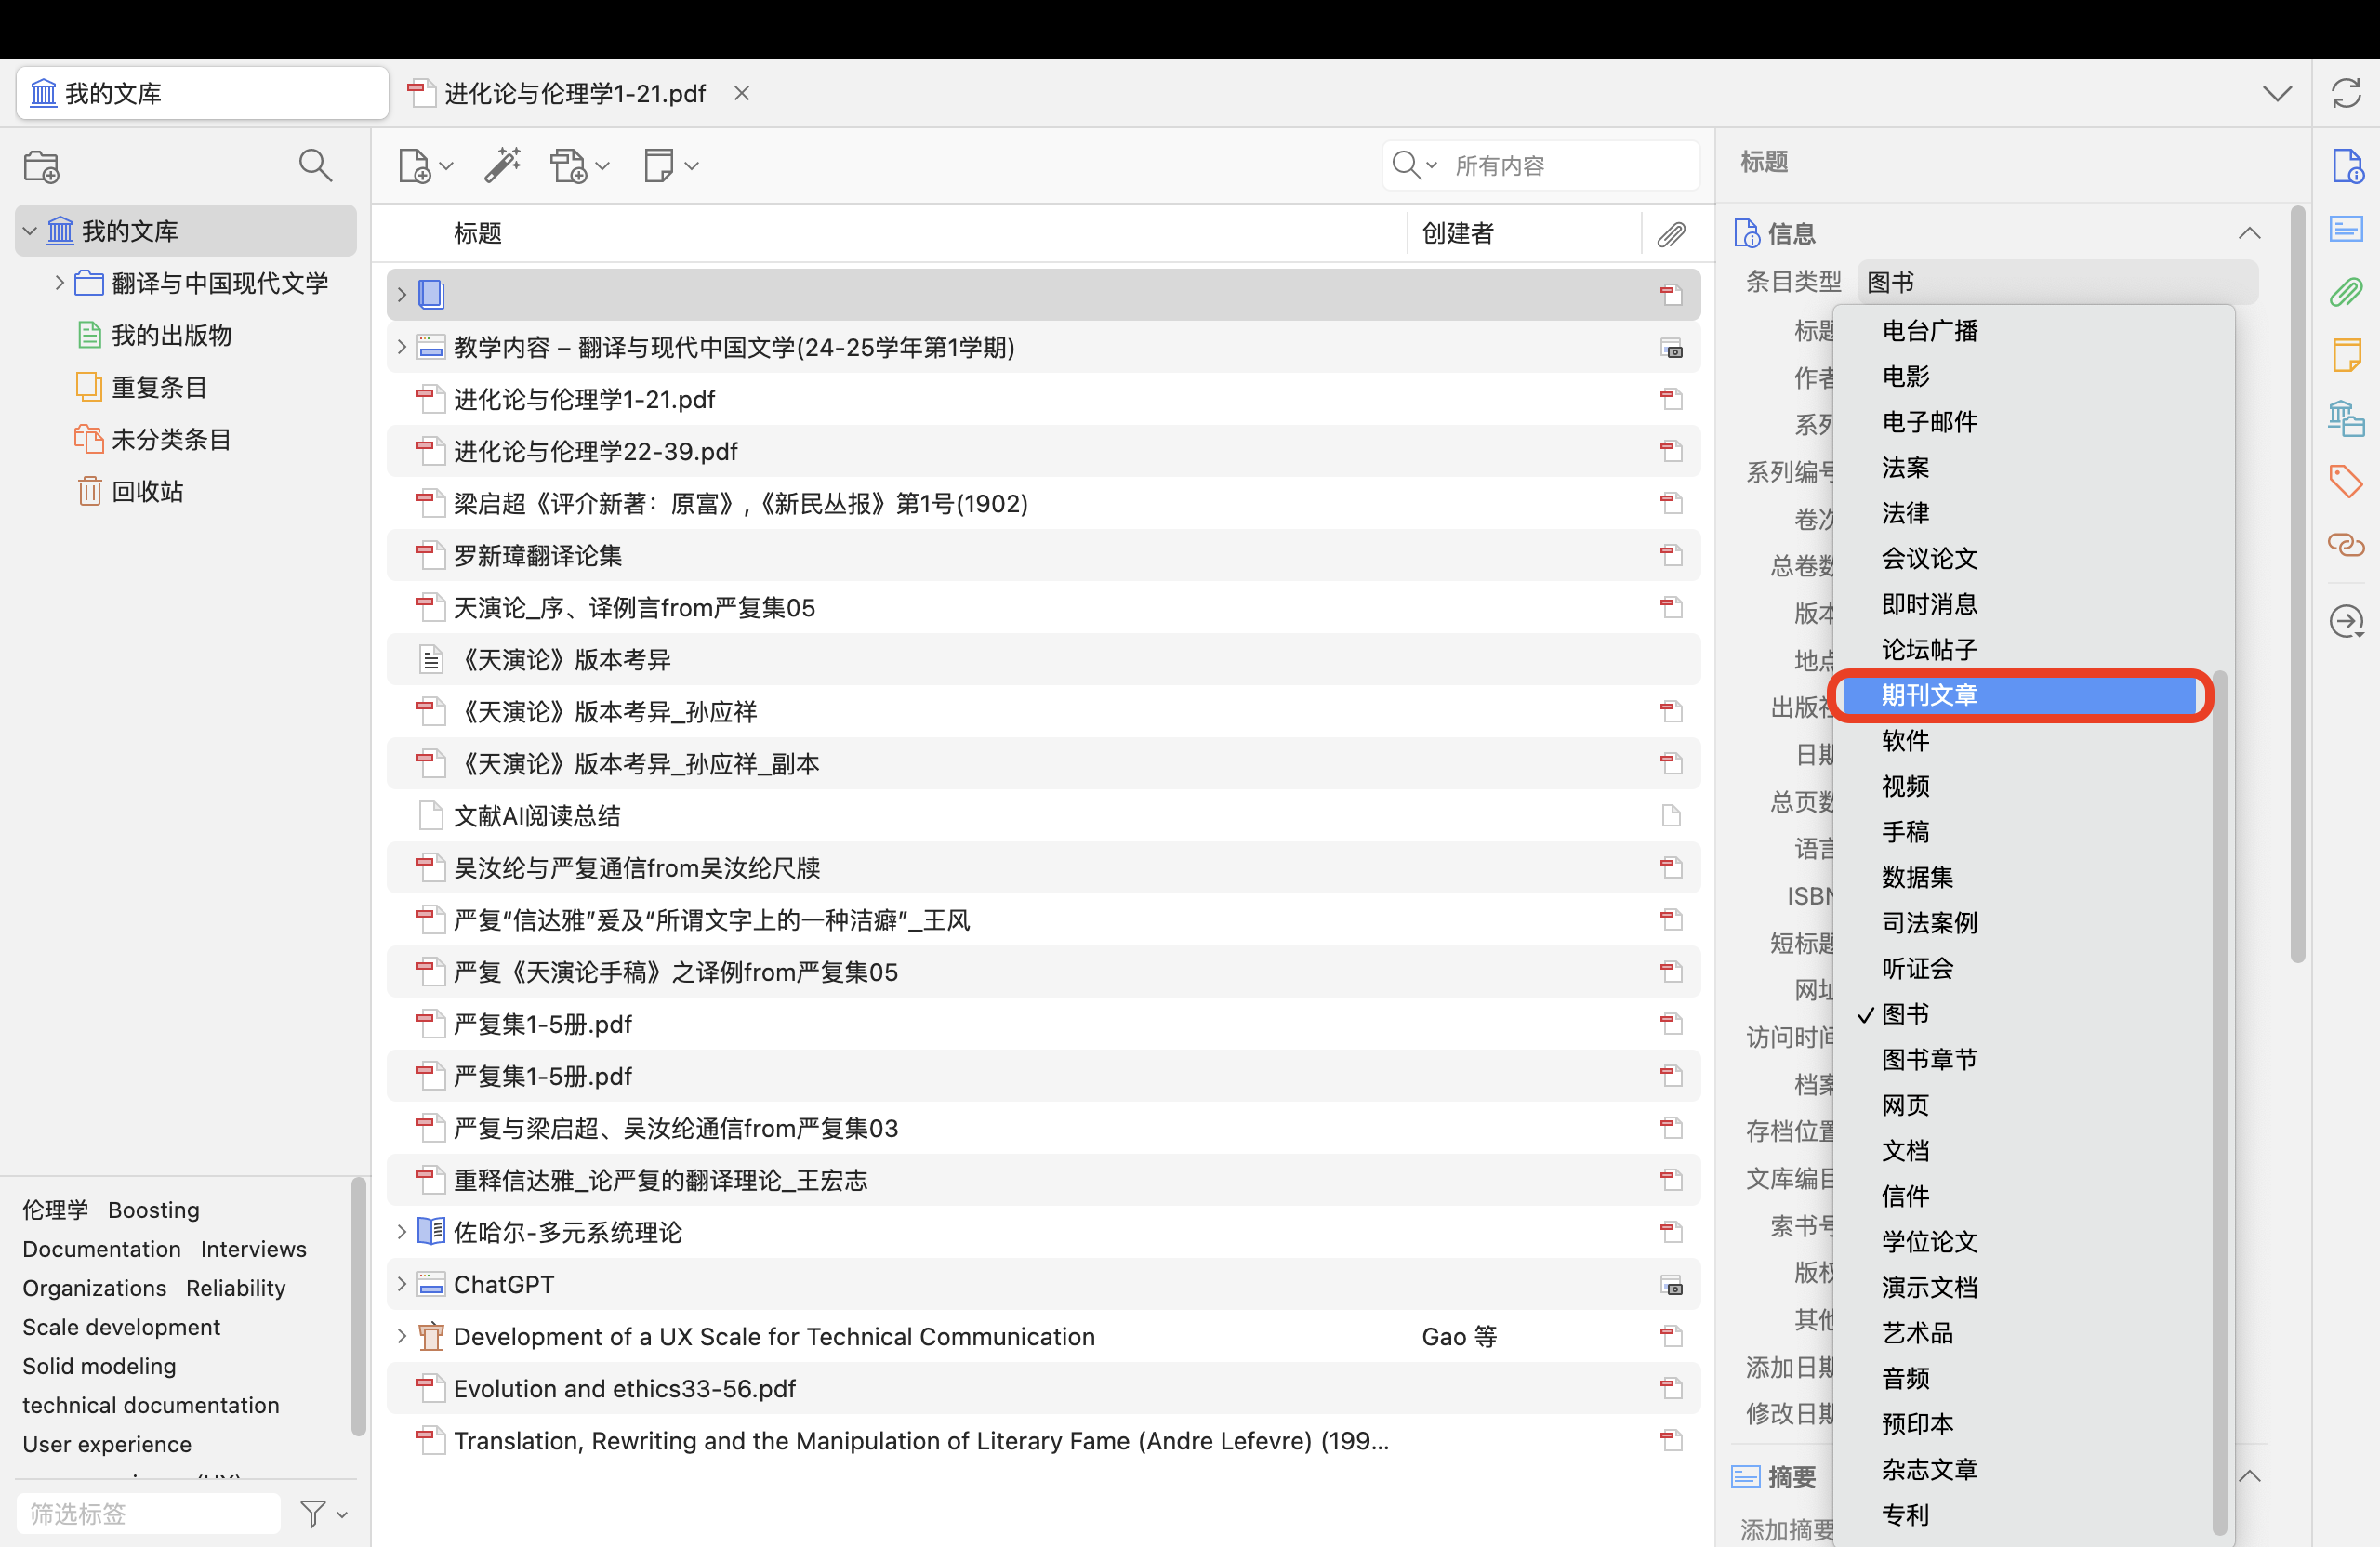 我的文库
进化论与伦理学1-21.pdf
我的文库
翻译与中国现代文学
我的出版物
重复条目
未分类条目
回收站
伦理学 Boosting
Documentation Interviews
Organizations Reliability
Scale development
Solid modeling
technical documentation
User experience
筛选标签
所有内容
标题 创建者
教学内容 – 翻译与现代中国文学(24-25学年第1学期)
进化论与伦理学1-21.pdf
进化论与伦理学22-39.pdf
梁启超《评介新著：原富》,《新民丛报》第1号(1902)
罗新璋翻译论集
天演论_序、译例言from严复集05
《天演论》版本考异
《天演论》版本考异_孙应祥
《天演论》版本考异_孙应祥_副本
文献AI阅读总结
吴汝纶与严复通信from吴汝纶尺牍
严复“信达雅”爰及“所谓文字上的一种洁癖”_王风
严复《天演论手稿》之译例from严复集05
严复集1-5册.pdf
严复集1-5册.pdf
严复与梁启超、吴汝纶通信from严复集03
重释信达雅_论严复的翻译理论_王宏志
佐哈尔-多元系统理论
ChatGPT
Development of a UX Scale for Technical Communication Gao 等
Evolution and ethics33-56.pdf
Translation, Rewriting and the Manipulation of Literary Fame (Andre Lefevre) (199...
标题
信息
条目类型 图书
标题
作者
系列
系列编号
卷次
总卷数
版本
地点
出版社
日期
总页数
语言
ISBN
短标题
网址
访问时间
档案
存档位置
文库编目
索书号
版权
其他
添加日期
修改日期
摘要
添加摘要
电台广播
电影
电子邮件
法案
法律
会议论文
即时消息
论坛帖子
期刊文章
软件
视频
手稿
数据集
司法案例
听证会
✓ 图书
图书章节
网页
文档
信件
学位论文
演示文档
艺术品
音频
预印本
杂志文章
专利